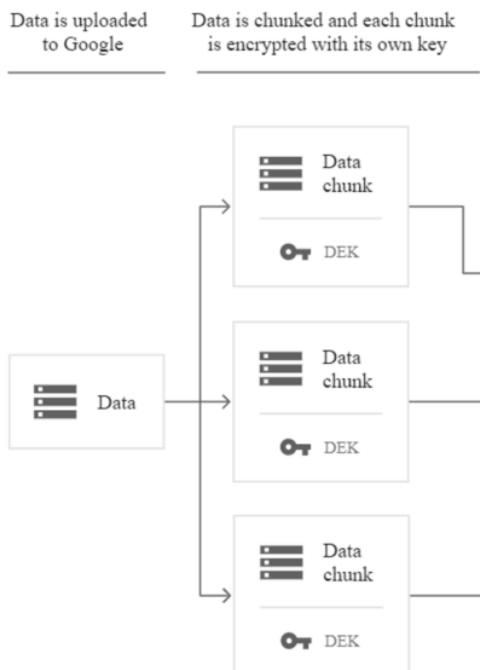 Data is uploaded
to Google
Data is chunked and each chunk
is encrypted with its own key
Data
chunk
DEK
Data
Data
chunk
DEK
Data
chunk
DEK